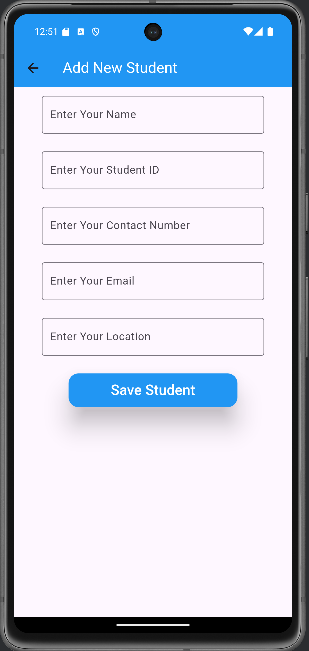 12:51
Add New Student
Enter Your Name
Enter Your Student ID
Enter Your Contact Number
Enter Your Email
Enter Your Location
Save Student